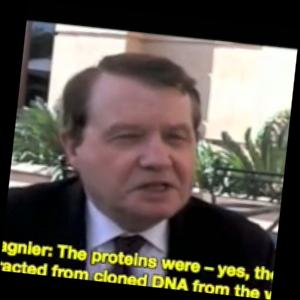 agnier: The proteins were – yes, the
racted from cloned DNA from the